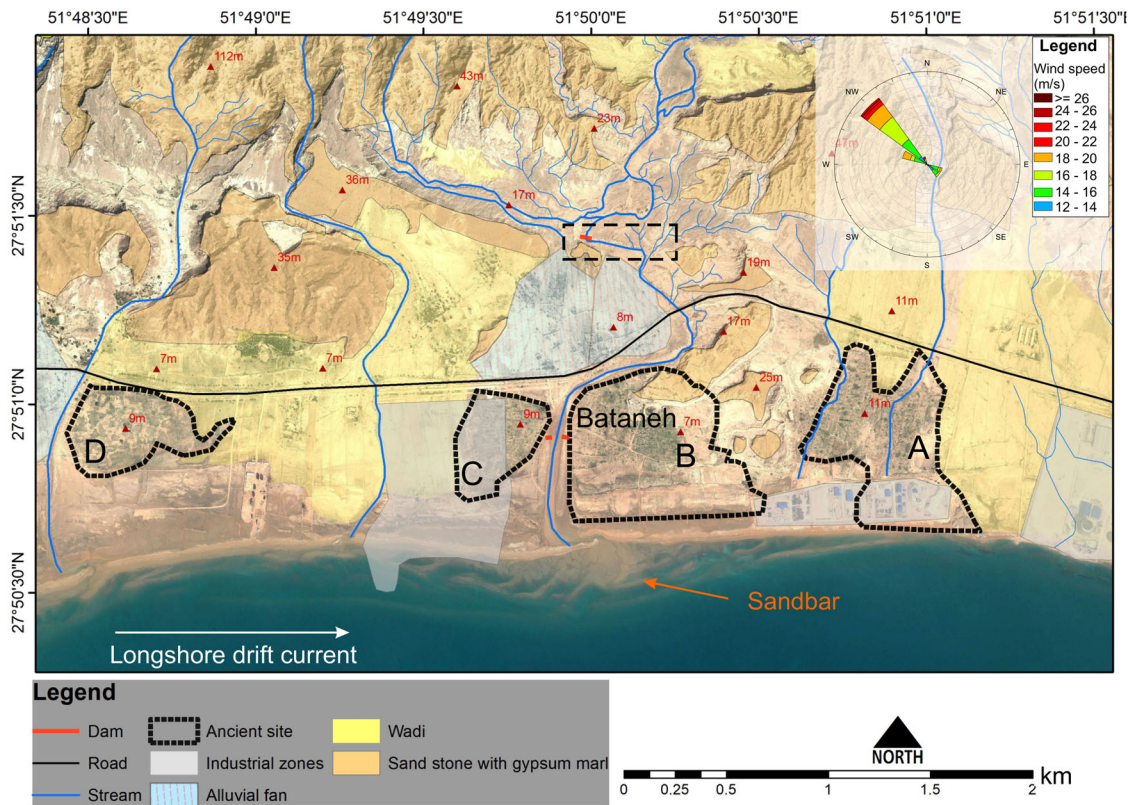 51°48'30"E 51°49'0"E 51°49'30"E 51°50'0"E 51°50'30"E 51°51'0"E 51°51'30"E
27°51'30"N
27°51'0"N
27°50'30"N
112m
43m
23m
47m
36m
17m
35m
19m
8m
11m
17m
7m
7m
25m
9m
9m
7m
11m
Bataneh
A
B
C
D
Sandbar
Longshore drift current
N
NE
E
SE
S
SW
W
NW
Legend
Wind speed
(m/s)
>= 26
24 - 26
22 - 24
20 - 22
18 - 20
16 - 18
14 - 16
12 - 14
Legend
Dam Ancient site Wadi
Road Industrial zones Sand stone with gypsum marl
Stream Alluvial fan
NORTH
km
0 0.25 0.5 1 1.5 2